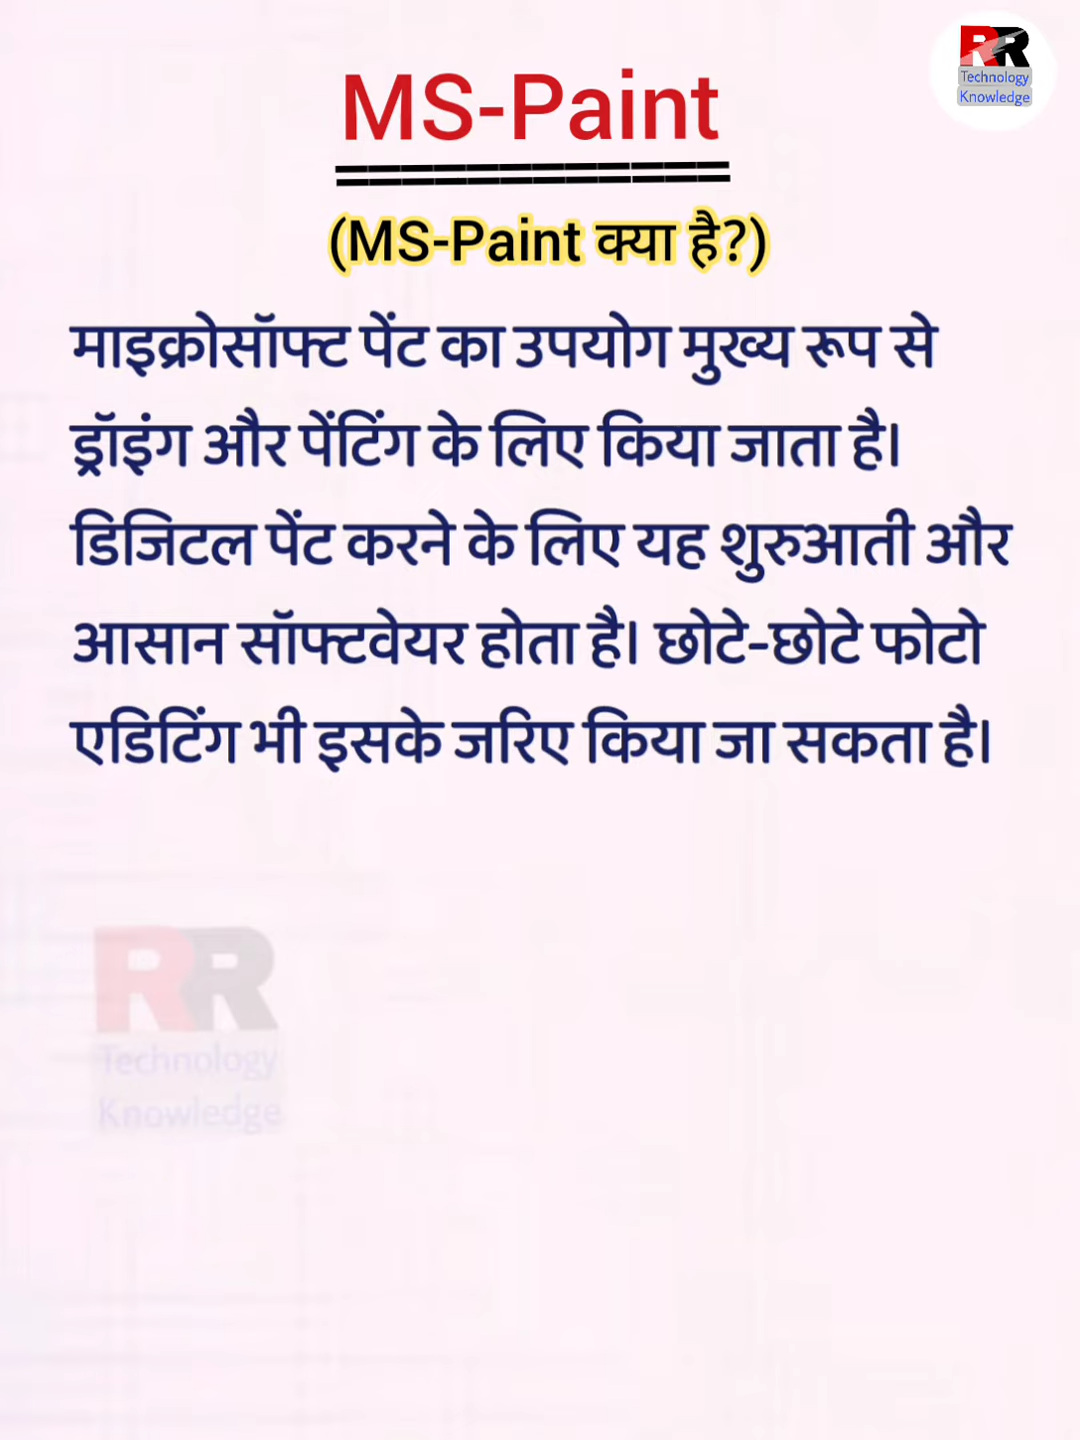 RR
Technology
Knowledge
MS-Paint
(MS-Paint क्या है?)
माइक्रोसॉफ्ट पेंट का उपयोग मुख्य रूप से
ड्रॉइंग और पेंटिंग के लिए किया जाता है।
डिजिटल पेंट करने के लिए यह शुरुआती और
आसान सॉफ्टवेयर होता है। छोटे-छोटे फोटो
एडिटिंग भी इसके जरिए किया जा सकता है।
RR
Technology
Knowledge